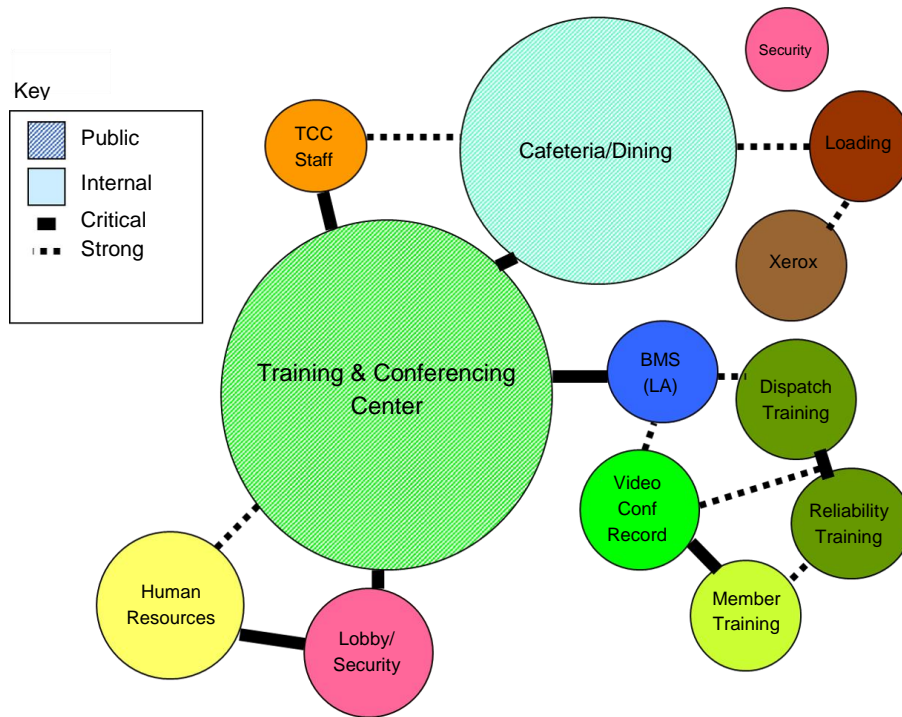 Security
Key
Public
Internal
Critical
Strong
TCC
Staff
Cafeteria/Dining
Loading
Xerox
Training & Conferencing
Center
BMS
(LA)
Dispatch
Training
Video
Conf
Record
Reliability
Training
Human
Resources
Member
Training
Lobby/
Security